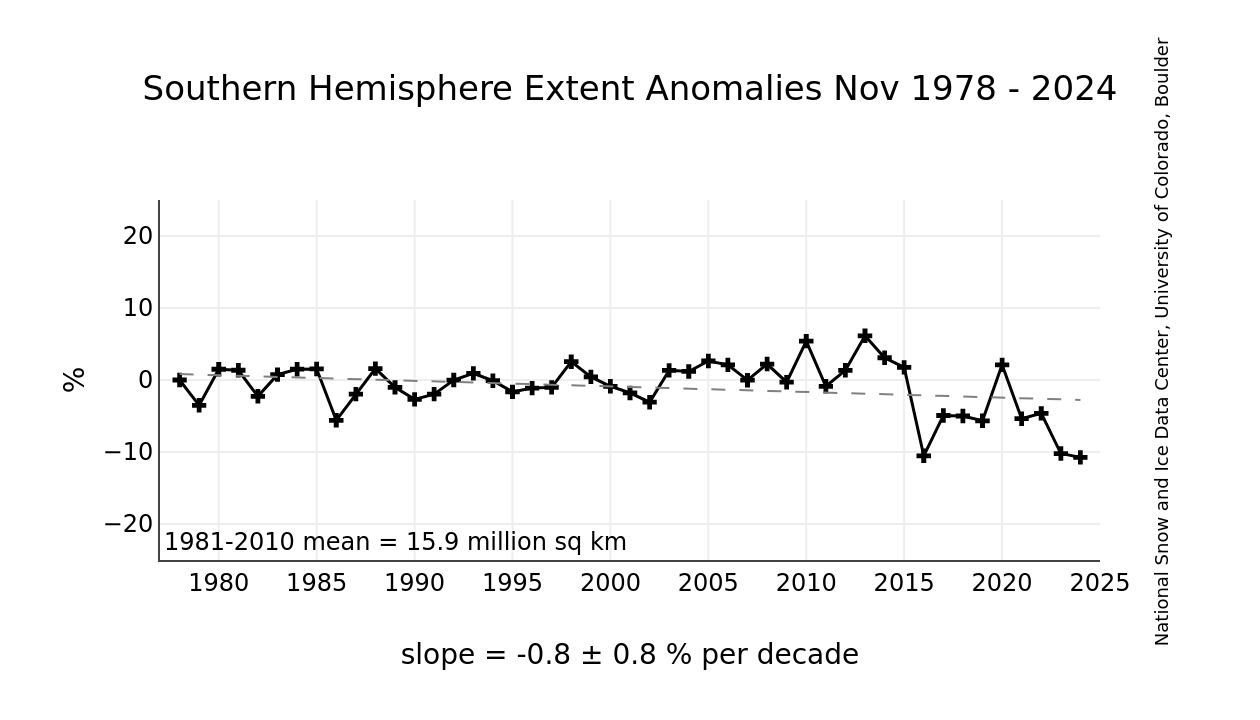 Southern Hemisphere Extent Anomalies Nov 1978 - 2024
National Snow and Ice Data Center, University of Colorado, Boulder
%
20
10
0
−10
−20
1981-2010 mean = 15.9 million sq km
1980 1985 1990 1995 2000 2005 2010 2015 2020 2025
slope = -0.8 ± 0.8 % per decade